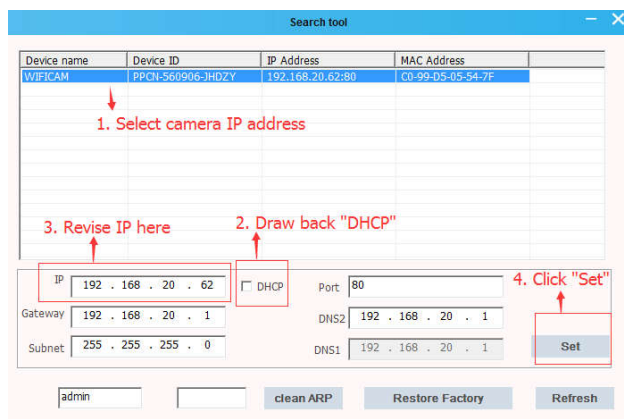 Search tool
Device name Device ID IP Address MAC Address
WIFICAM PPCN-560906-JHDZY 192.168.20.62:80 C0-99-D5-05-54-7F
1. Select camera IP address
3. Revise IP here
2. Draw back "DHCP"
4. Click "Set"
IP 192 . 168 . 20 . 62 DHCP Port 80
Gateway 192 . 168 . 20 . 1 DNS2 192 . 168 . 20 . 1
Subnet 255 . 255 . 255 . 0 DNS1 192 . 168 . 20 . 1 Set
admin clean ARP Restore Factory Refresh